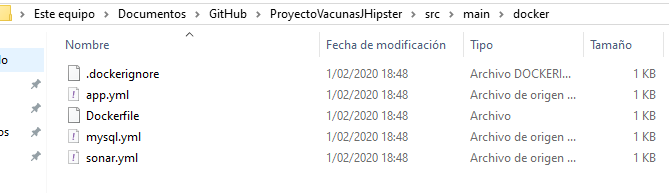 Este equipo > Documentos > GitHub > ProyectoVacunasJHipster > src > main > docker
Nombre Fecha de modificación Tipo Tamaño
.dockerignore 1/02/2020 18:48 Archivo DOCKERI... 1 KB
app.yml 1/02/2020 18:48 Archivo de origen ... 1 KB
Dockerfile 1/02/2020 18:48 Archivo 1 KB
mysql.yml 1/02/2020 18:48 Archivo de origen ... 1 KB
sonar.yml 1/02/2020 18:48 Archivo de origen ... 1 KB